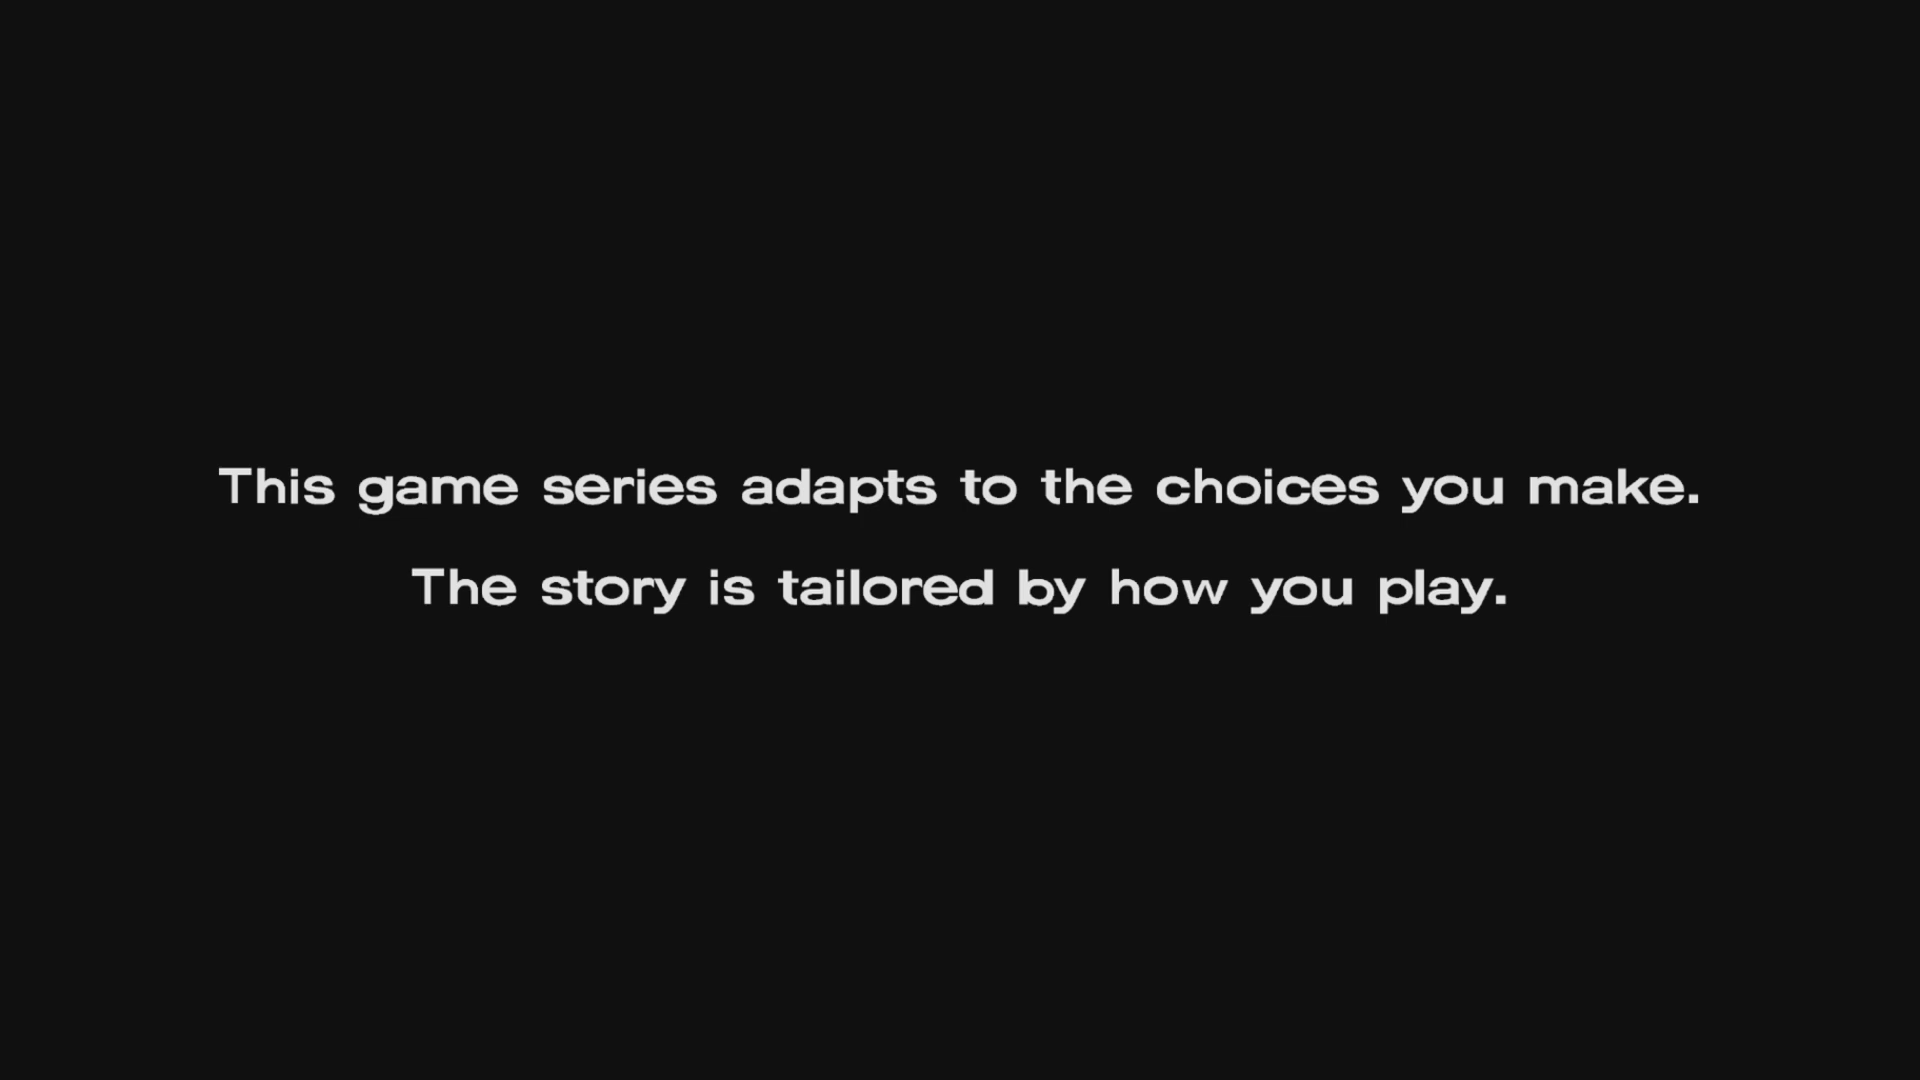 This game series adapts to the choices you make.
The story is tailored by how you play.